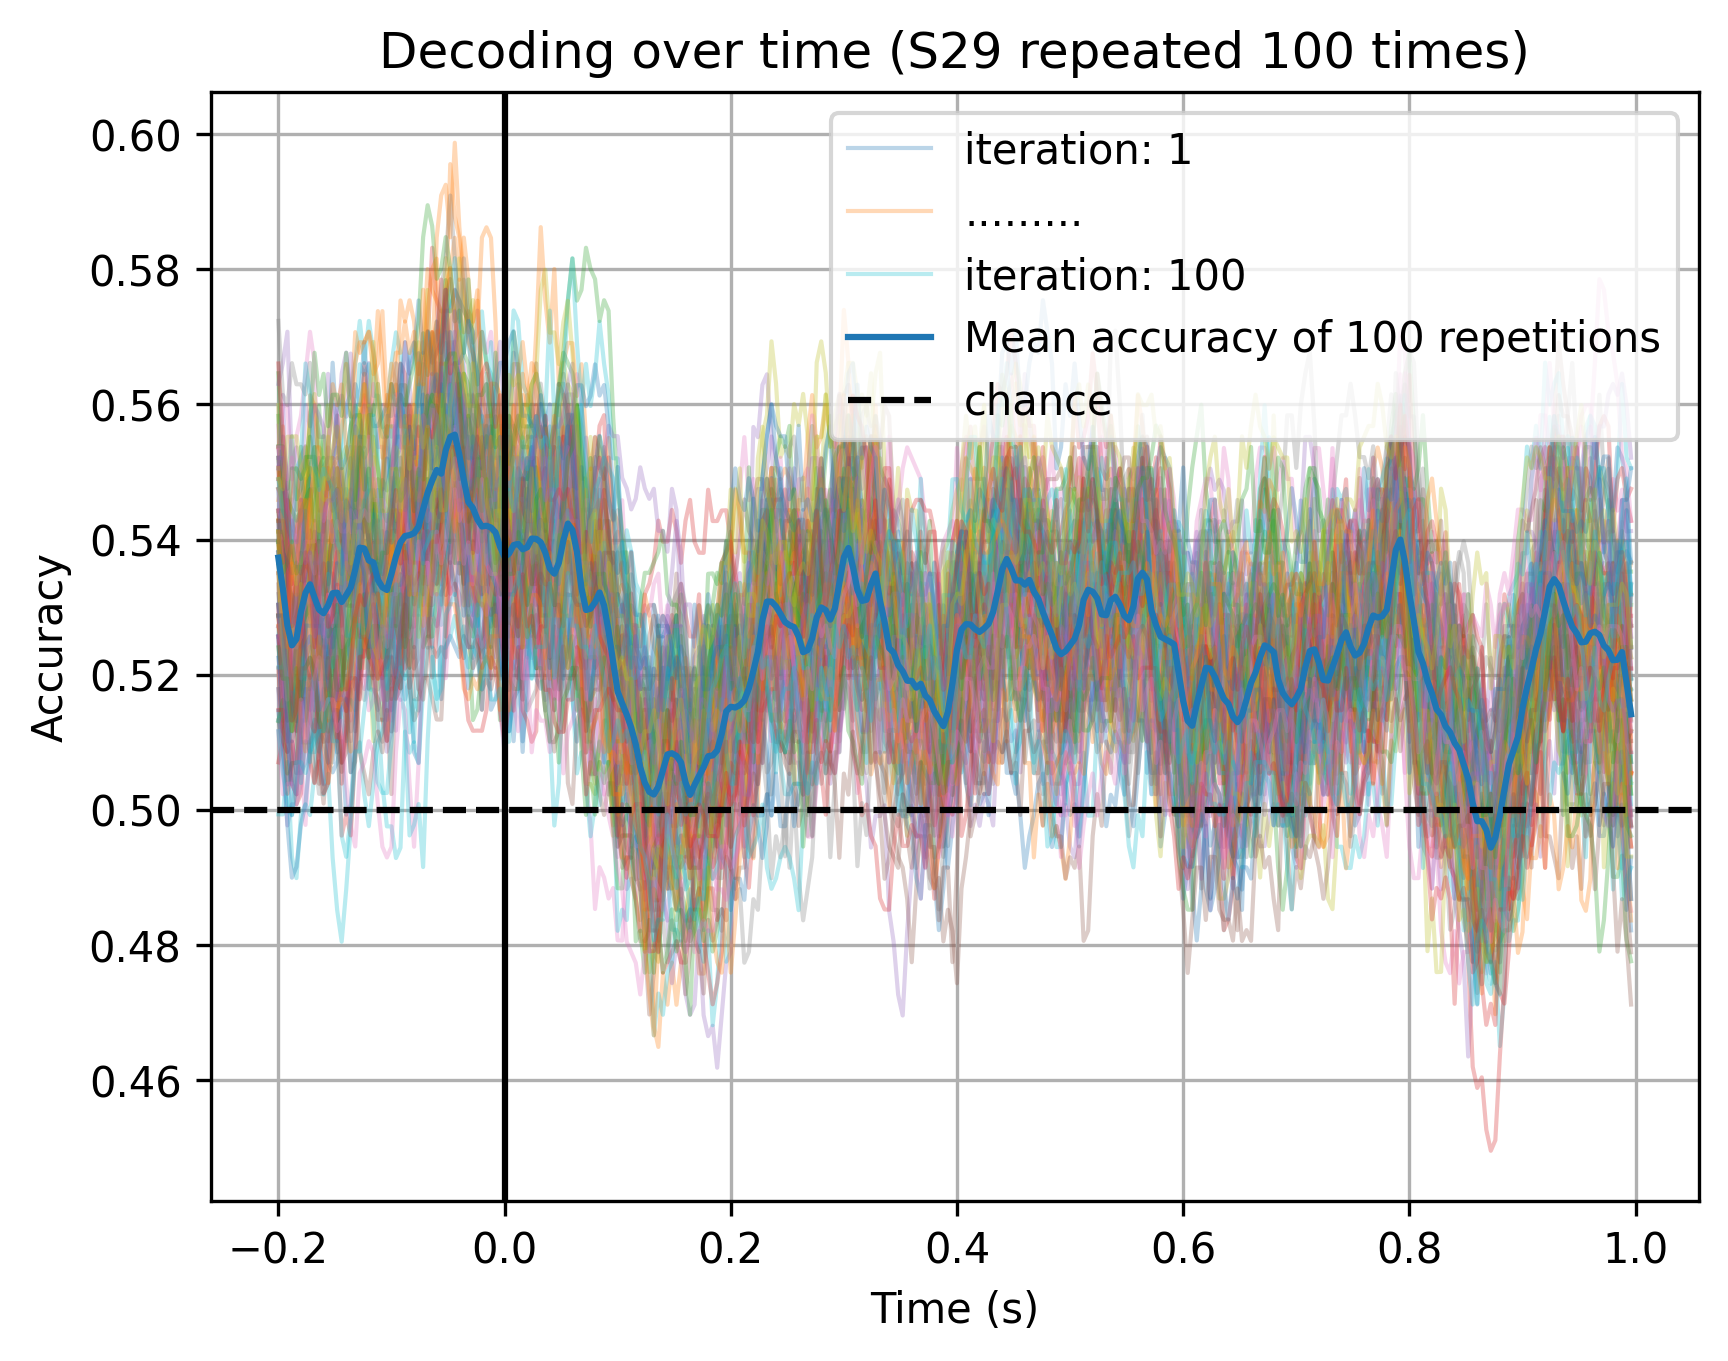 Decoding over time (S29 repeated 100 times)
0.60
0.58
0.56
0.54
0.52
0.50
0.48
0.46
Accuracy
iteration: 1
.........
iteration: 100
Mean accuracy of 100 repetitions
chance
−0.2
0.0
0.2
0.4
0.6
0.8
1.0
Time (s)